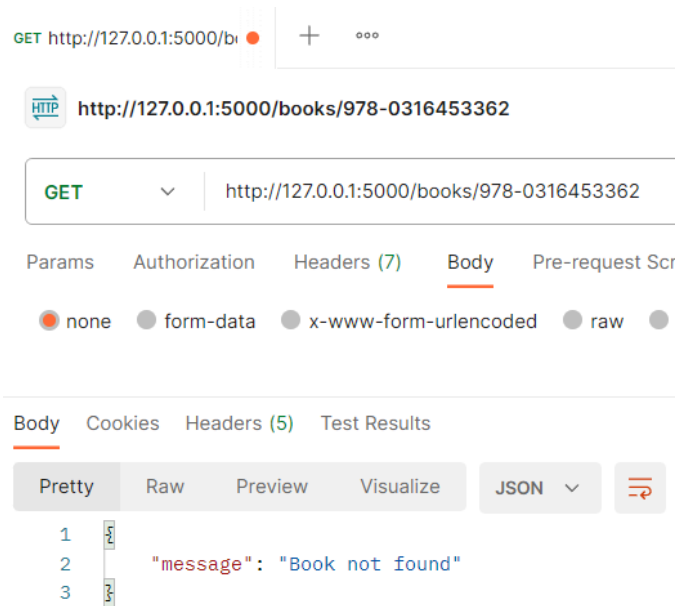 GET http://127.0.0.1:5000/b
HTTP http://127.0.0.1:5000/books/978-0316453362
GET http://127.0.0.1:5000/books/978-0316453362
Params Authorization Headers (7) Body Pre-request Scr
none form-data x-www-form-urlencoded raw
Body Cookies Headers (5) Test Results
Pretty Raw Preview Visualize JSON
1 {
2 "message": "Book not found"
3 }